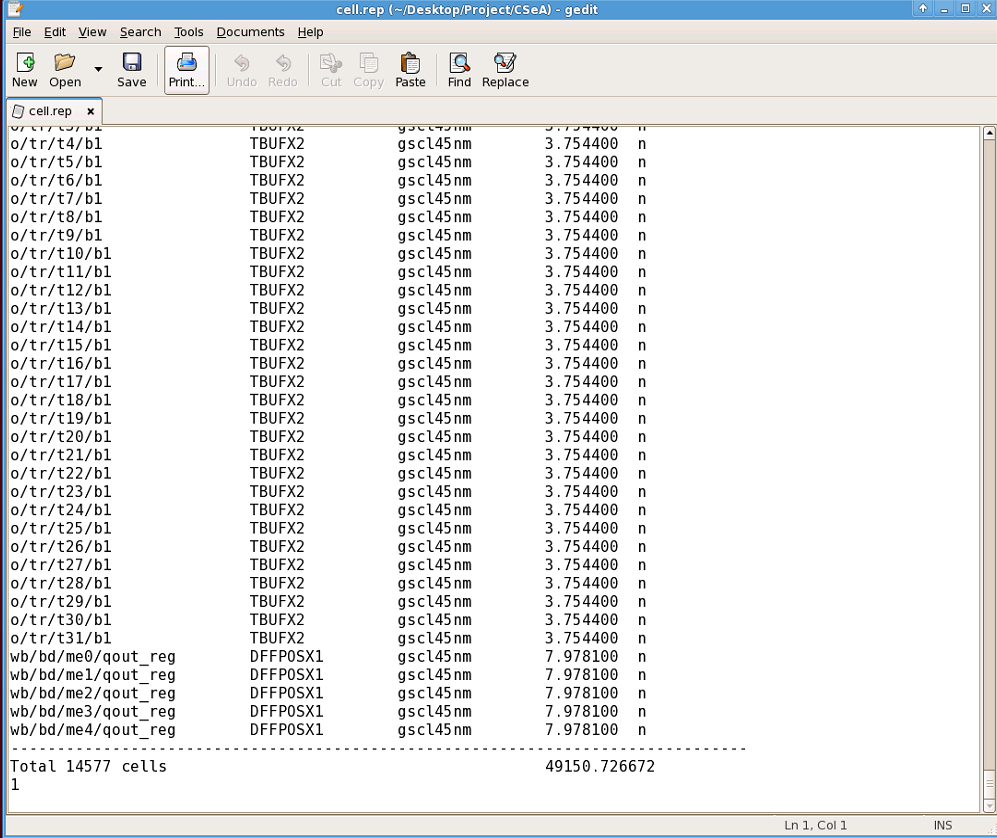 cell.rep (~/Desktop/Project/CSeA) - gedit
File Edit View Search Tools Documents Help
New Open Save Print... Undo Redo Cut Copy Paste Find Replace
cell.rep
o/tr/t3/b1 TBUFX2 gscl45nm 3.754400 n
o/tr/t4/b1 TBUFX2 gscl45nm 3.754400 n
o/tr/t5/b1 TBUFX2 gscl45nm 3.754400 n
o/tr/t6/b1 TBUFX2 gscl45nm 3.754400 n
o/tr/t7/b1 TBUFX2 gscl45nm 3.754400 n
o/tr/t8/b1 TBUFX2 gscl45nm 3.754400 n
o/tr/t9/b1 TBUFX2 gscl45nm 3.754400 n
o/tr/t10/b1 TBUFX2 gscl45nm 3.754400 n
o/tr/t11/b1 TBUFX2 gscl45nm 3.754400 n
o/tr/t12/b1 TBUFX2 gscl45nm 3.754400 n
o/tr/t13/b1 TBUFX2 gscl45nm 3.754400 n
o/tr/t14/b1 TBUFX2 gscl45nm 3.754400 n
o/tr/t15/b1 TBUFX2 gscl45nm 3.754400 n
o/tr/t16/b1 TBUFX2 gscl45nm 3.754400 n
o/tr/t17/b1 TBUFX2 gscl45nm 3.754400 n
o/tr/t18/b1 TBUFX2 gscl45nm 3.754400 n
o/tr/t19/b1 TBUFX2 gscl45nm 3.754400 n
o/tr/t20/b1 TBUFX2 gscl45nm 3.754400 n
o/tr/t21/b1 TBUFX2 gscl45nm 3.754400 n
o/tr/t22/b1 TBUFX2 gscl45nm 3.754400 n
o/tr/t23/b1 TBUFX2 gscl45nm 3.754400 n
o/tr/t24/b1 TBUFX2 gscl45nm 3.754400 n
o/tr/t25/b1 TBUFX2 gscl45nm 3.754400 n
o/tr/t26/b1 TBUFX2 gscl45nm 3.754400 n
o/tr/t27/b1 TBUFX2 gscl45nm 3.754400 n
o/tr/t28/b1 TBUFX2 gscl45nm 3.754400 n
o/tr/t29/b1 TBUFX2 gscl45nm 3.754400 n
o/tr/t30/b1 TBUFX2 gscl45nm 3.754400 n
o/tr/t31/b1 TBUFX2 gscl45nm 3.754400 n
wb/bd/me0/qout_reg DFFPOSX1 gscl45nm 7.978100 n
wb/bd/me1/qout_reg DFFPOSX1 gscl45nm 7.978100 n
wb/bd/me2/qout_reg DFFPOSX1 gscl45nm 7.978100 n
wb/bd/me3/qout_reg DFFPOSX1 gscl45nm 7.978100 n
wb/bd/me4/qout_reg DFFPOSX1 gscl45nm 7.978100 n
--------------------------------------------------------------------------------
Total 14577 cells 49150.726672
1
Ln 1, Col 1 INS